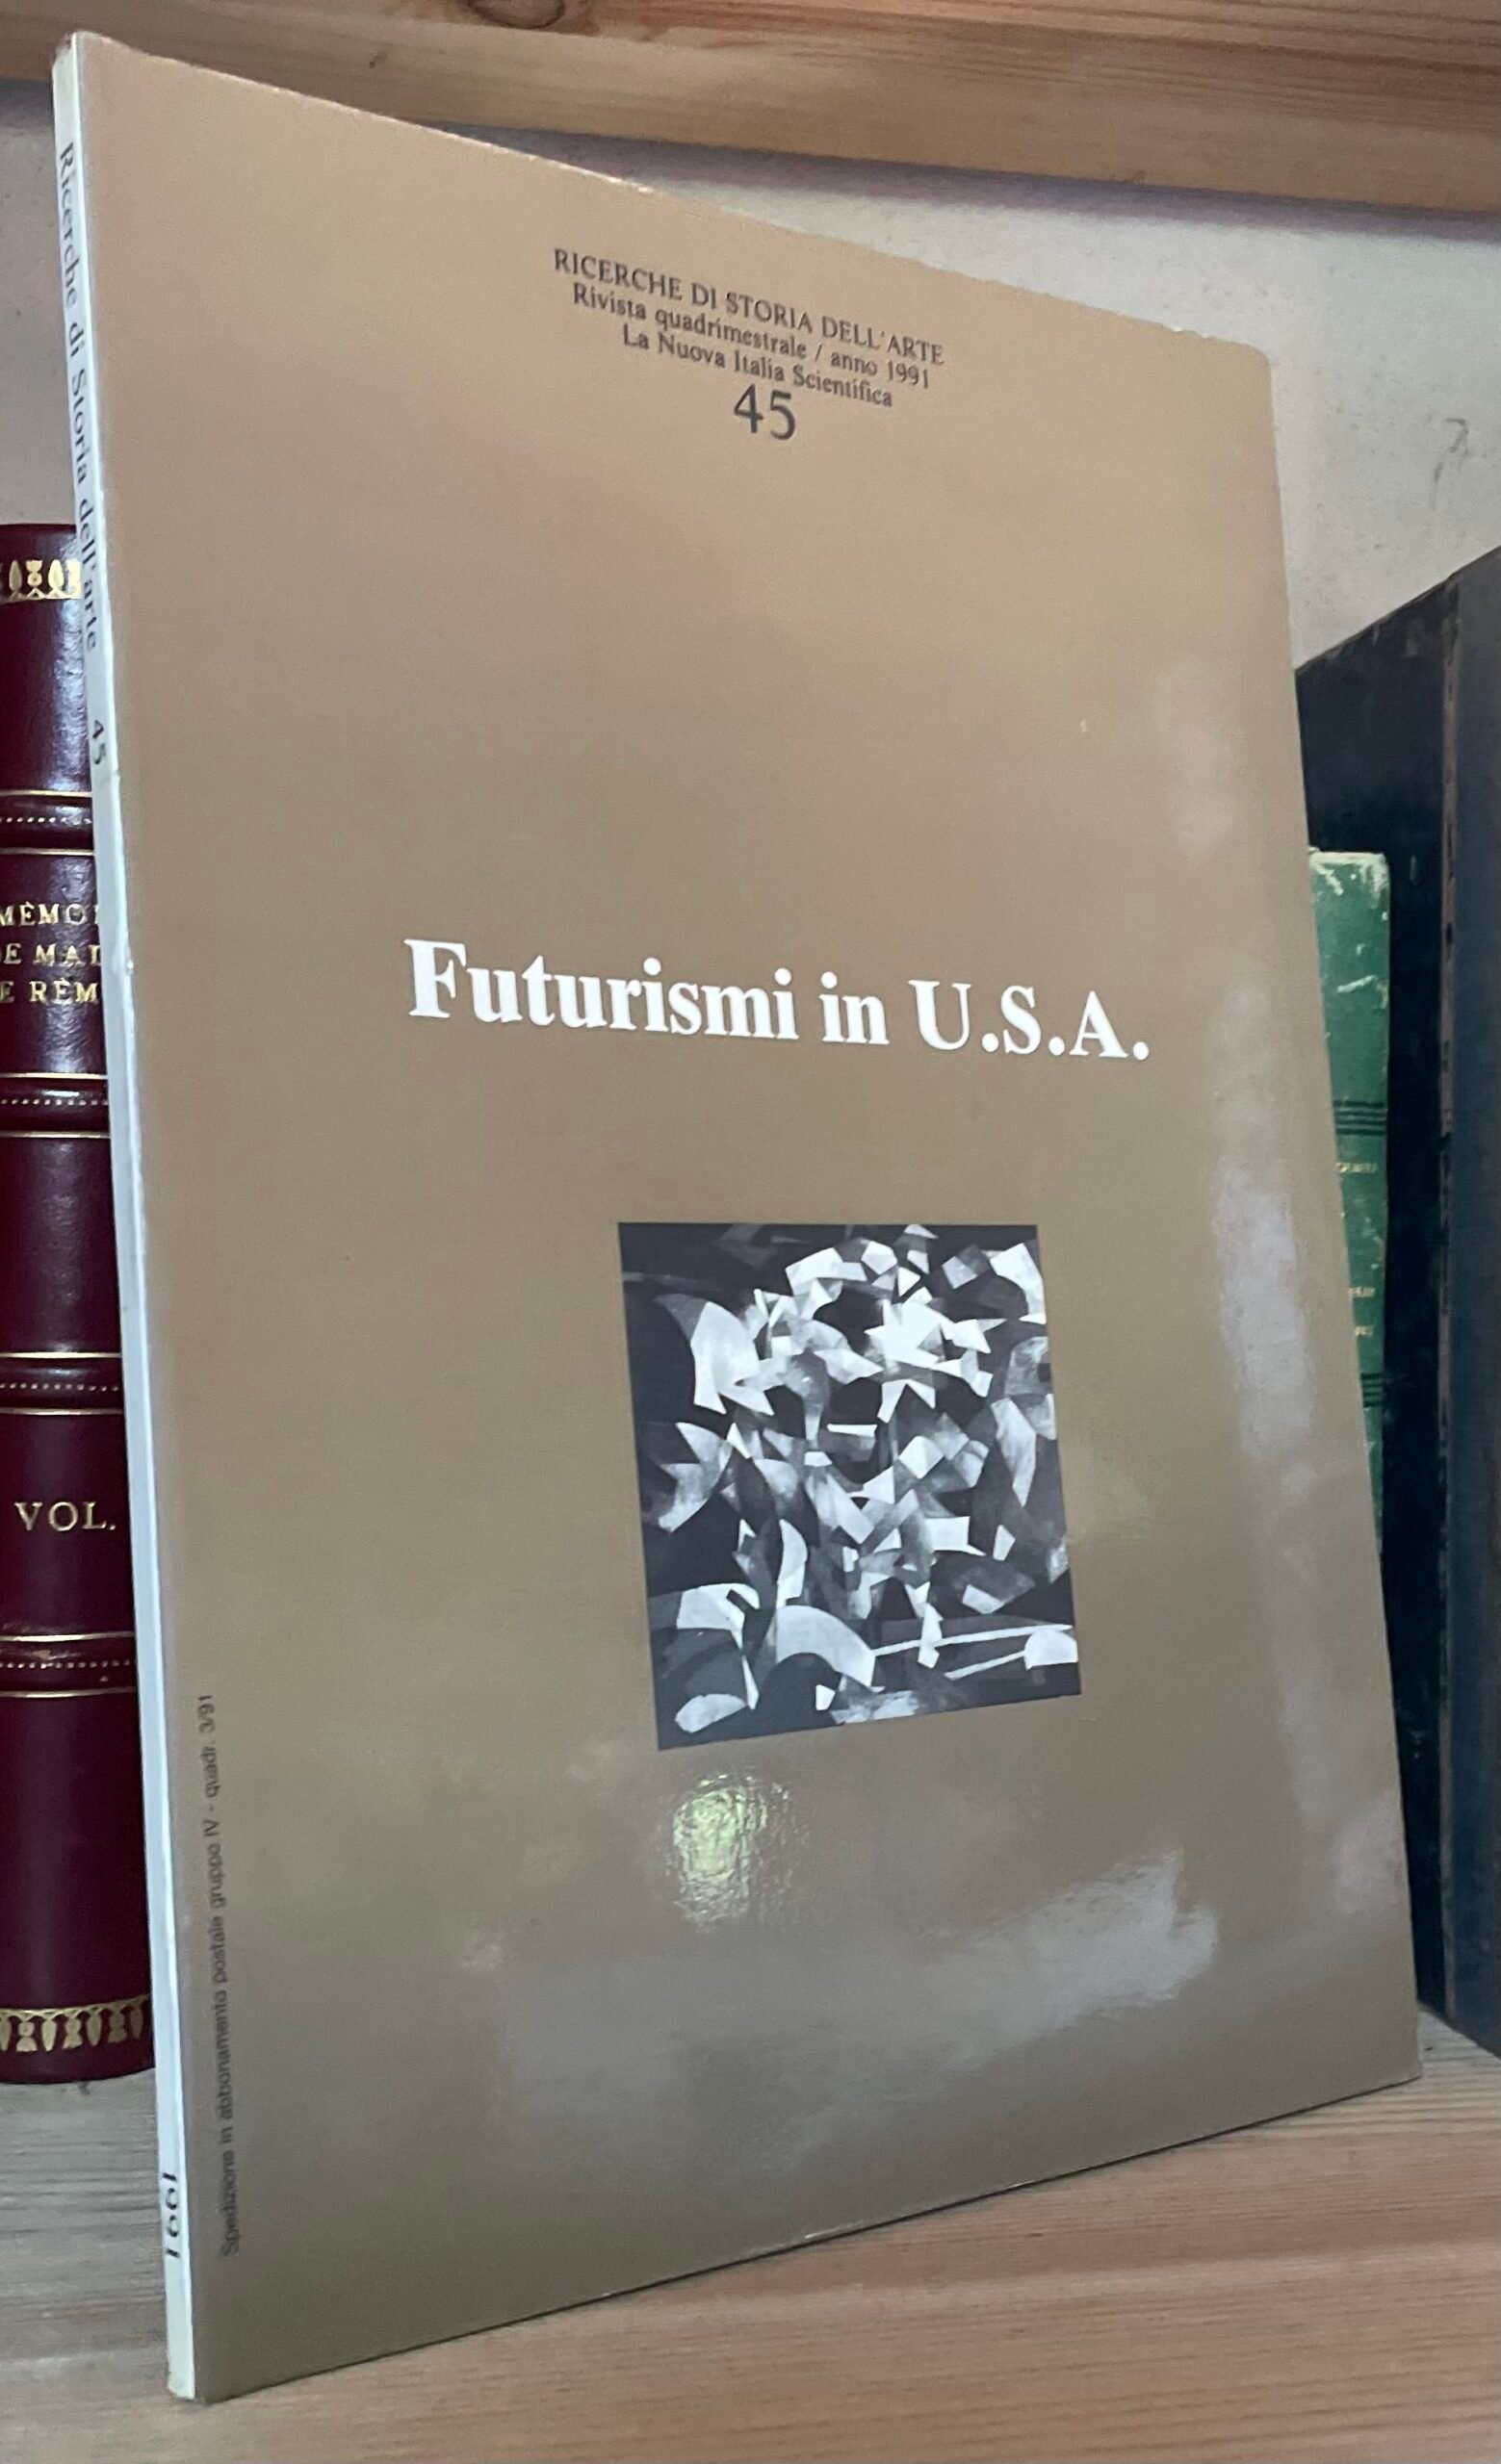 RICERCHE DI STORIA DELL'ARTE
Rivista quadrimestrale / anno 1991
La Nuova Italia Scientifica
45
Futurismi in U.S.A.
Spedizione in abbonamento postale gruppo IV - quadr. 3/91
Ricerche di Storia dell'arte 45
1991
VOL.